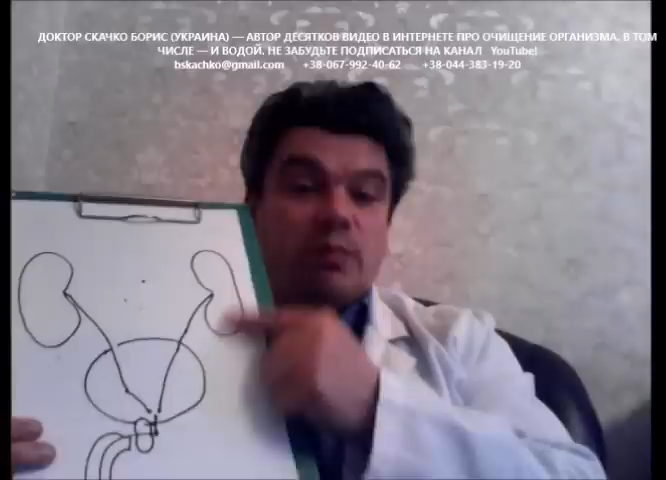 ДОКТОР СКАЧКО БОРИС (УКРАИНА) — АВТОР ДЕСЯТКОВ ВИДЕО В ИНТЕРНЕТЕ ПРО ОЧИЩЕНИЕ ОРГАНИЗМА. В ТОМ
ЧИСЛЕ — И ВОДОЙ. НЕ ЗАБУДЬТЕ ПОДПИСАТЬСЯ НА КАНАЛ YouTube!
bskachko@gmail.com +38-067-992-40-62 +38-044-383-19-20